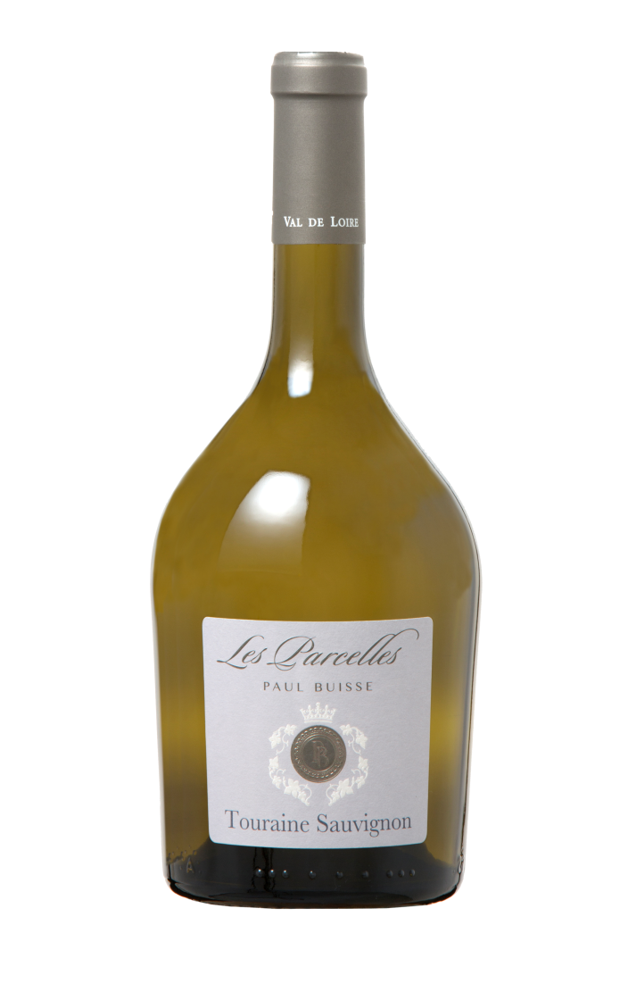 VAL DE LOIRE
Les Parcelles
PAUL BUISSE
Touraine Sauvignon